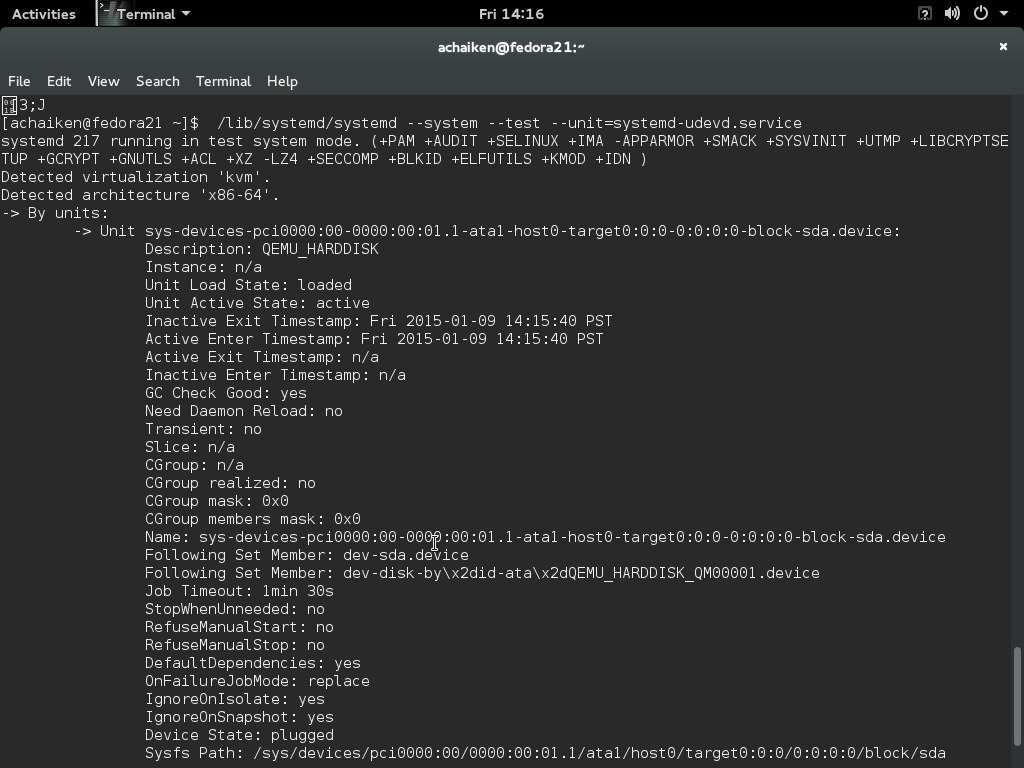 Activities Terminal Fri 14:16
achaiken@fedora21:~ ×
File Edit View Search Terminal Help
3;J
[achaiken@fedora21 ~]$  /lib/systemd/systemd --system --test --unit=systemd-udevd.service
systemd 217 running in test system mode. (+PAM +AUDIT +SELINUX +IMA -APPARMOR +SMACK +SYSVINIT +UTMP +LIBCRYPTSE
TUP +GCRYPT +GNUTLS +ACL +XZ -LZ4 +SECCOMP +BLKID +ELFUTILS +KMOD +IDN )
Detected virtualization 'kvm'.
Detected architecture 'x86-64'.
-> By units:
-> Unit sys-devices-pci0000:00-0000:00:01.1-ata1-host0-target0:0:0-0:0:0:0-block-sda.device:
Description: QEMU_HARDDISK
Instance: n/a
Unit Load State: loaded
Unit Active State: active
Inactive Exit Timestamp: Fri 2015-01-09 14:15:40 PST
Active Enter Timestamp: Fri 2015-01-09 14:15:40 PST
Active Exit Timestamp: n/a
Inactive Enter Timestamp: n/a
GC Check Good: yes
Need Daemon Reload: no
Transient: no
Slice: n/a
CGroup: n/a
CGroup realized: no
CGroup mask: 0x0
CGroup members mask: 0x0
Name: sys-devices-pci0000:00-0000:00:01.1-ata1-host0-target0:0:0-0:0:0:0-block-sda.device
Following Set Member: dev-sda.device
Following Set Member: dev-disk-by\x2did-ata\x2dQEMU_HARDDISK_QM00001.device
Job Timeout: 1min 30s
StopWhenUnneeded: no
RefuseManualStart: no
RefuseManualStop: no
DefaultDependencies: yes
OnFailureJobMode: replace
IgnoreOnIsolate: yes
IgnoreOnSnapshot: yes
Device State: plugged
Sysfs Path: /sys/devices/pci0000:00/0000:00:01.1/ata1/host0/target0:0:0/0:0:0:0/block/sda